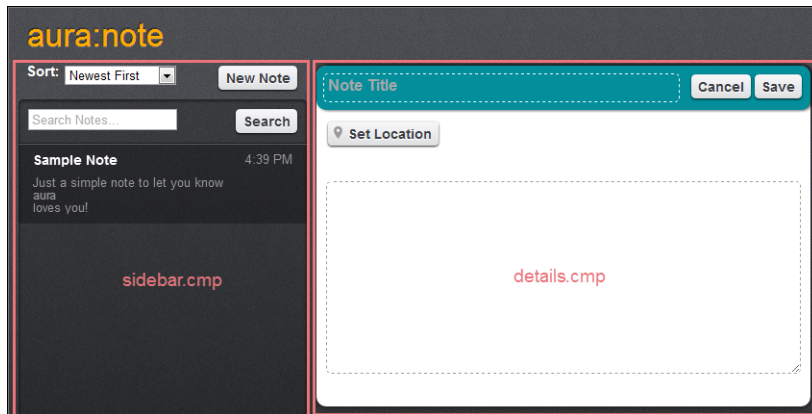 aura:note
Sort: Newest First New Note
Search Notes... Search
Sample Note 4:39 PM
Just a simple note to let you know
aura
loves you!
sidebar.cmp
Note Title Cancel Save
Set Location
details.cmp